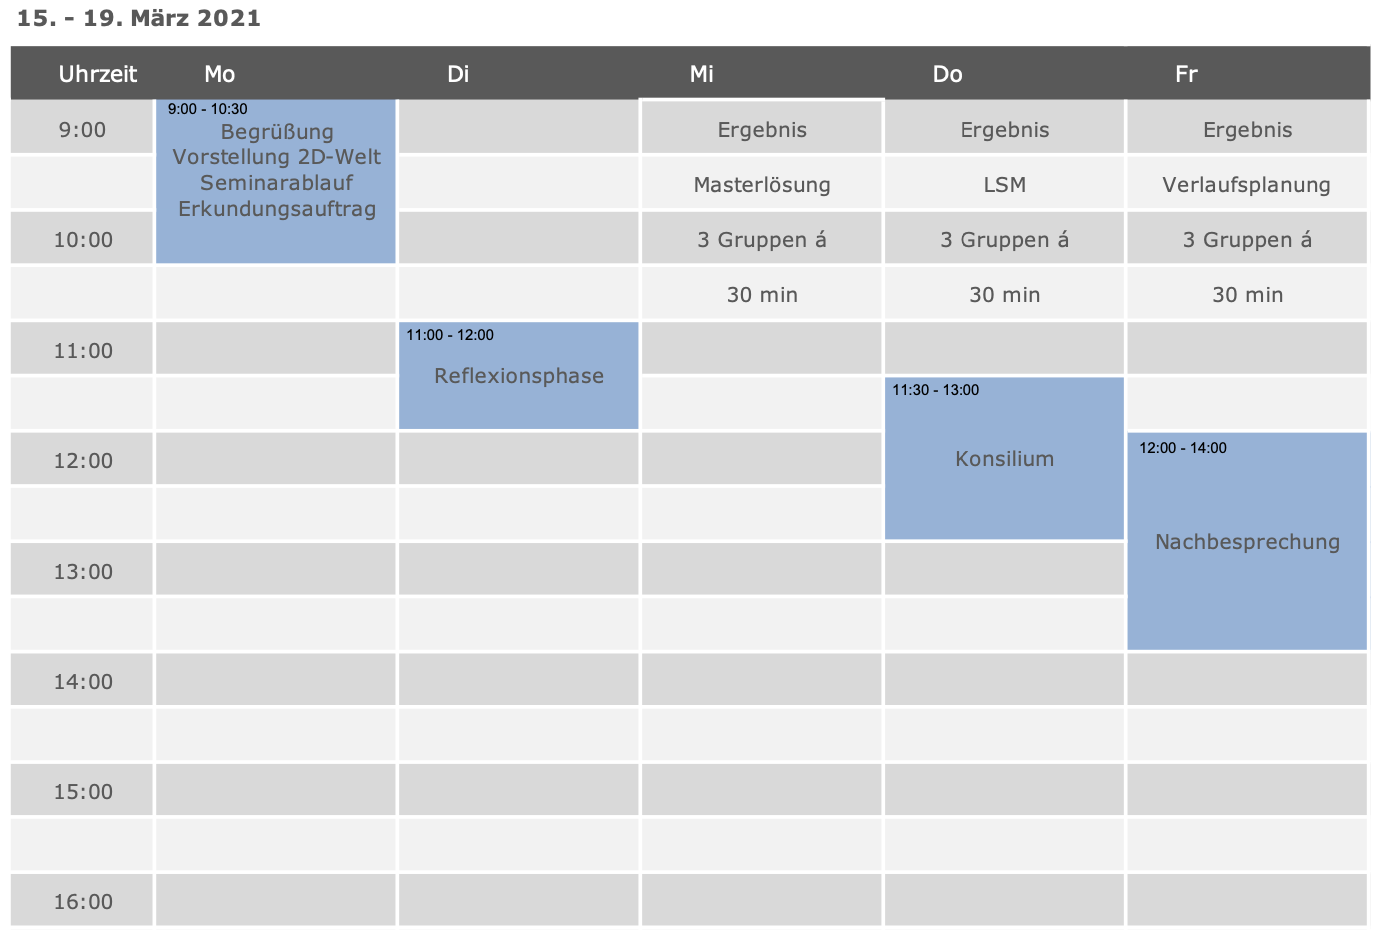 15. - 19. März 2021
Uhrzeit Mo Di Mi Do Fr
9:00 - 10:30
Begrüßung
Vorstellung 2D-Welt
Seminarablauf
Erkundungsauftrag
9:00 Ergebnis Ergebnis Ergebnis
Masterlösung LSM Verlaufsplanung
10:00 3 Gruppen á 3 Gruppen á 3 Gruppen á
30 min 30 min 30 min
11:00
11:00 - 12:00
Reflexionsphase
11:30 - 13:00
Konsilium
12:00
12:00 - 14:00
Nachbesprechung
13:00
14:00
15:00
16:00